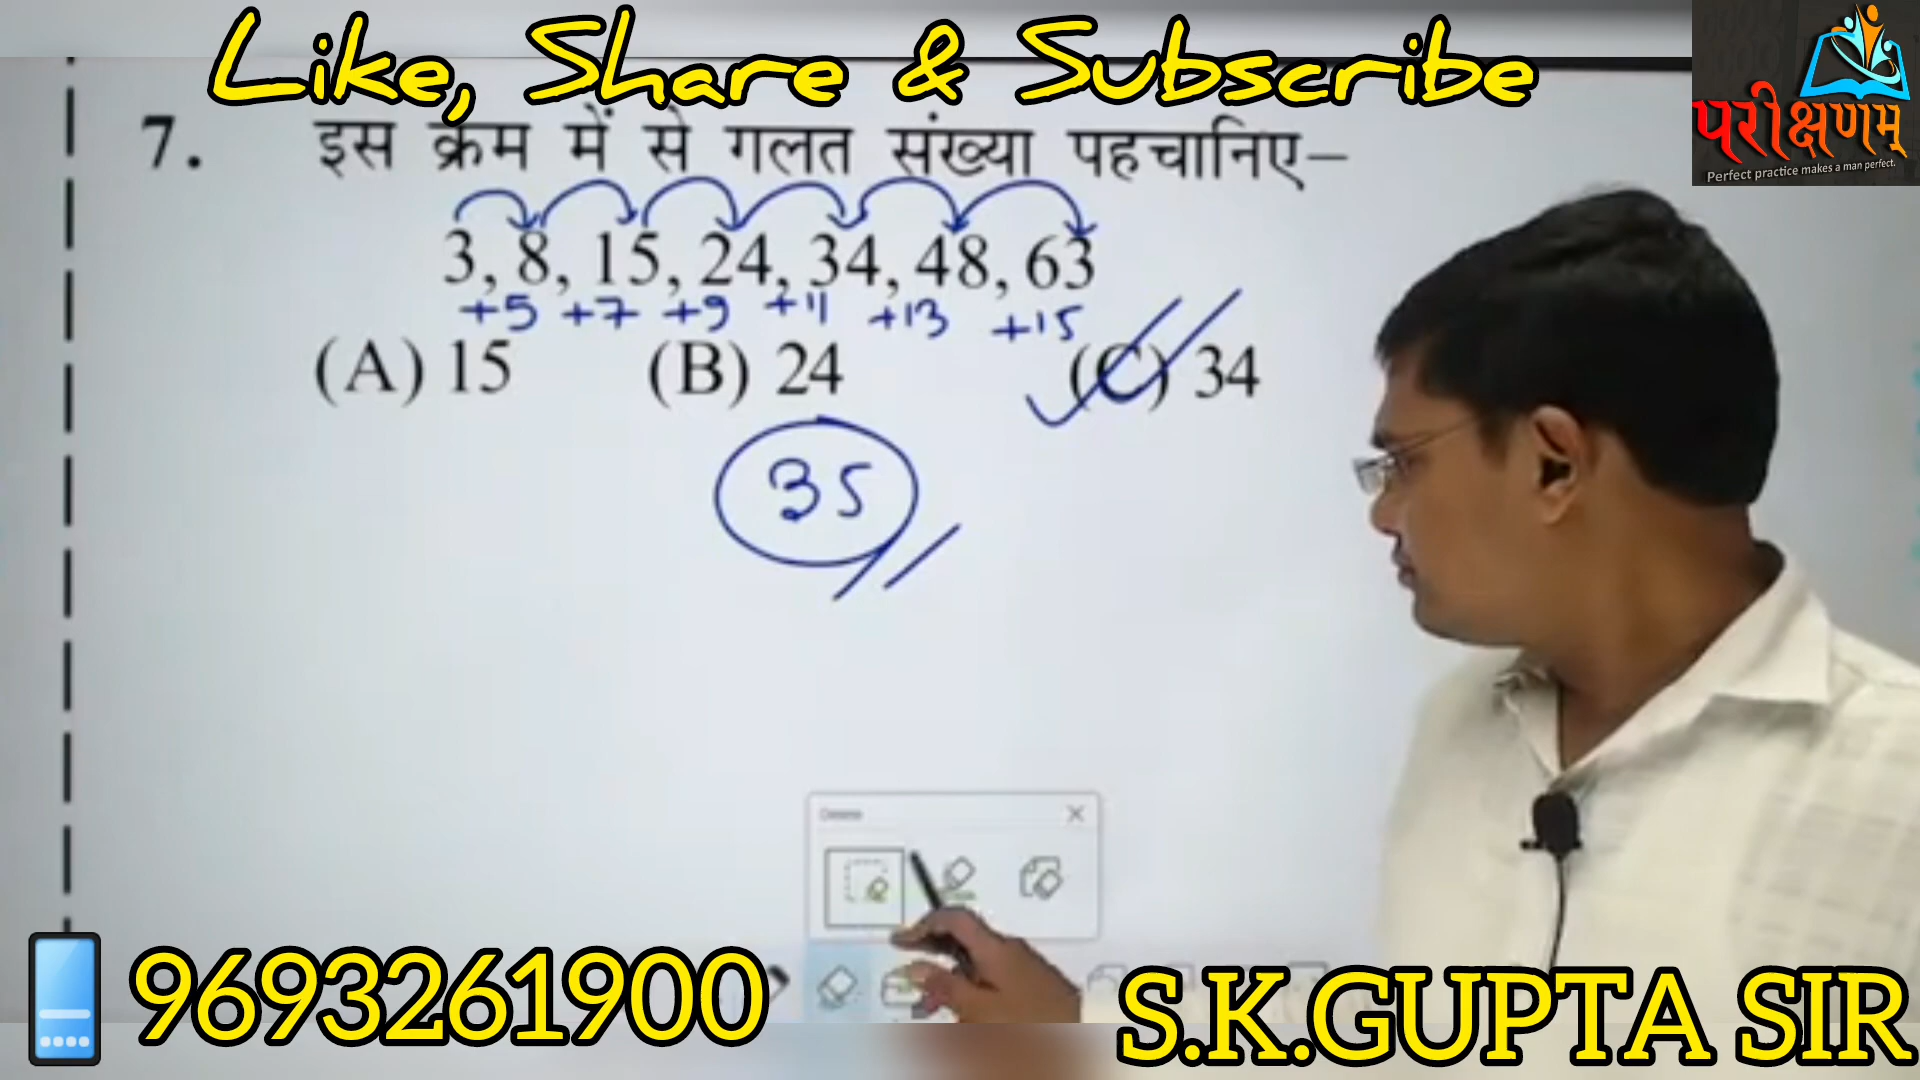 Like, Share & Subscribe
परीक्षणम्
Perfect practice makes a man perfect.
7. इस क्रम में से गलत संख्या पहचानिए–
3, 8, 15, 24, 34, 48, 63
+5 +7 +9 +11 +13 +15
(A) 15 (B) 24 (C) 34
35
Delete
9693261900
S.K.GUPTA SIR